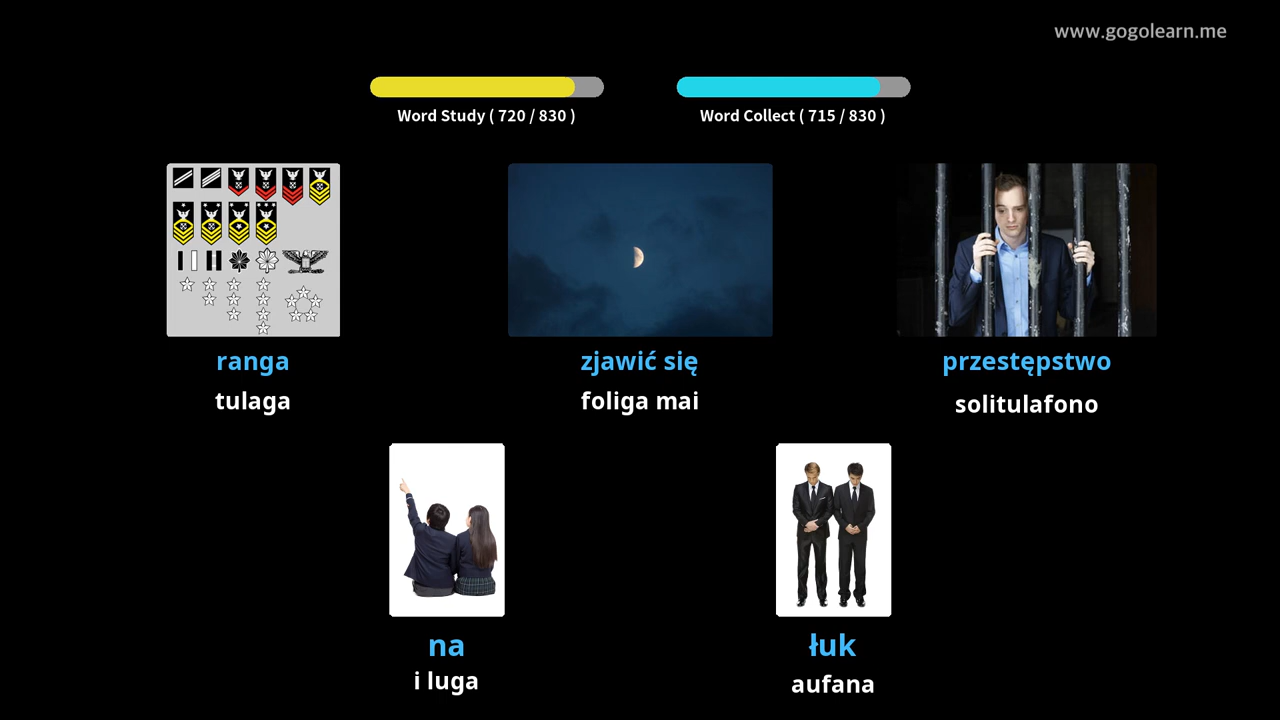 www.gogolearn.me
Word Study ( 720 / 830 )
Word Collect ( 715 / 830 )
ranga
tulaga
zjawić się
foliga mai
przestępstwo
solitulafono
na
i luga
łuk
aufana